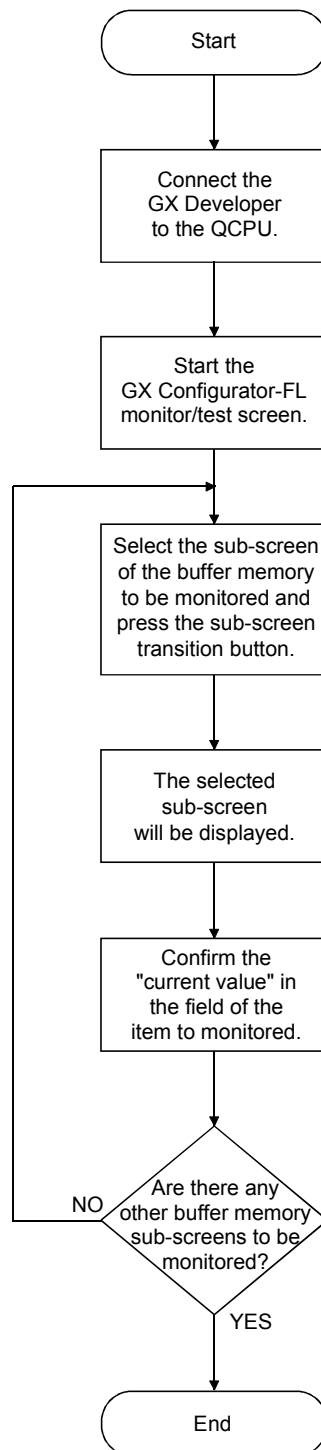 Start
Connect the
GX Developer
to the QCPU.
Start the
GX Configurator-FL
monitor/test screen.
Select the sub-screen
of the buffer memory
to be monitored and
press the sub-screen
transition button.
The selected
sub-screen
will be displayed.
Confirm the
"current value" in
the field of the
item to monitored.
Are there any
other buffer memory
sub-screens to be
monitored?
NO
YES
End